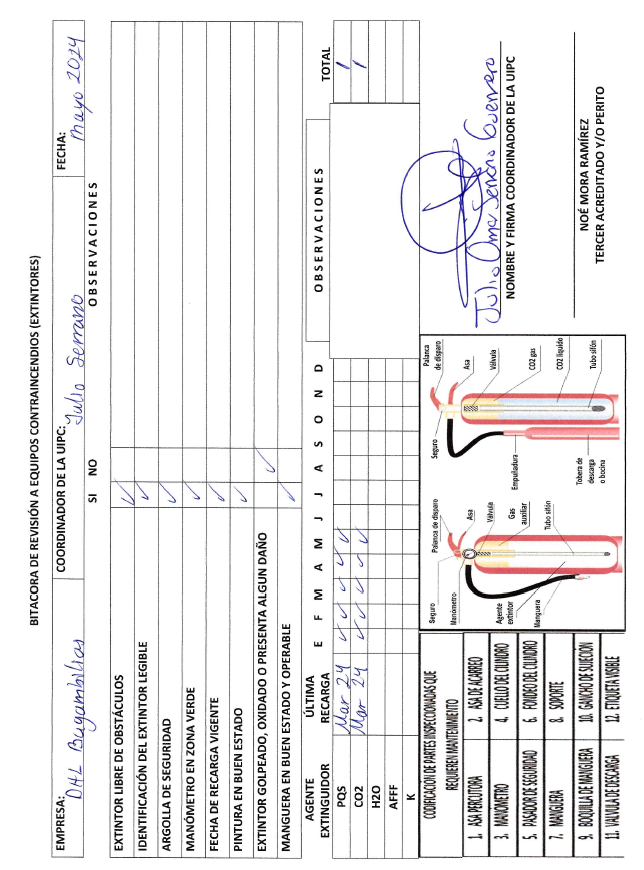 BITACORA DE REVISIÓN A EQUIPOS CONTRAINCENDIOS (EXTINTORES)
EMPRESA: DHL Bugambilias COORDINADOR DE LA UIPC: Julio Serrano FECHA: Mayo 2024
SI NO OBSERVACIONES
EXTINTOR LIBRE DE OBSTÁCULOS ✓
IDENTIFICACIÓN DEL EXTINTOR LEGIBLE ✓
ARGOLLA DE SEGURIDAD ✓
MANÓMETRO EN ZONA VERDE ✓
FECHA DE RECARGA VIGENTE ✓
PINTURA EN BUEN ESTADO ✓
EXTINTOR GOLPEADO, OXIDADO O PRESENTA ALGUN DAÑO ✓
MANGUERA EN BUEN ESTADO Y OPERABLE ✓
AGENTE EXTINGUIDOR ÚLTIMA RECARGA E F M A M J J A S O N D OBSERVACIONES TOTAL
PQS Mar 24 ✓ ✓ ✓ ✓ ✓ 1
CO2 Mar 24 ✓ ✓ ✓ ✓ ✓ 1
H2O
AFFF
K
CODIFICACION DE PARTES INSPECCIONADAS QUE
REQUIEREN MANTENIMIENTO
1. ASA PERCUTORA 2. ASA DE ACARREO
3. MANOMETRO 4. CUELLO DEL CILINDRO
5. PASADOR DE SEGURIDAD 6. FONDEO DEL CILINDRO
7. MANGUERA 8. SOPORTE
9. BOQUILLA DE MANGUERA 10. GANCHO DE SUJECION
11. VALVULA DE DESCARGA 12. ETIQUETA VISIBLE
Palanca de disparo
Seguro
Asa
Manómetro
Válvula
Gas
auxiliar
Agente
extintor
Tubo sifón
Manguera
Palanca
de disparo
Seguro
Asa
Válvula
CO2 gas
Empuñadura
CO2 líquido
Tobera de
descarga
o bocina
Tubo sifón
Julio Omar Serrano Guerrero
NOMBRE Y FIRMA COORDINADOR DE LA UIPC
NOÉ MORA RAMÍREZ
TERCER ACREDITADO Y/O PERITO